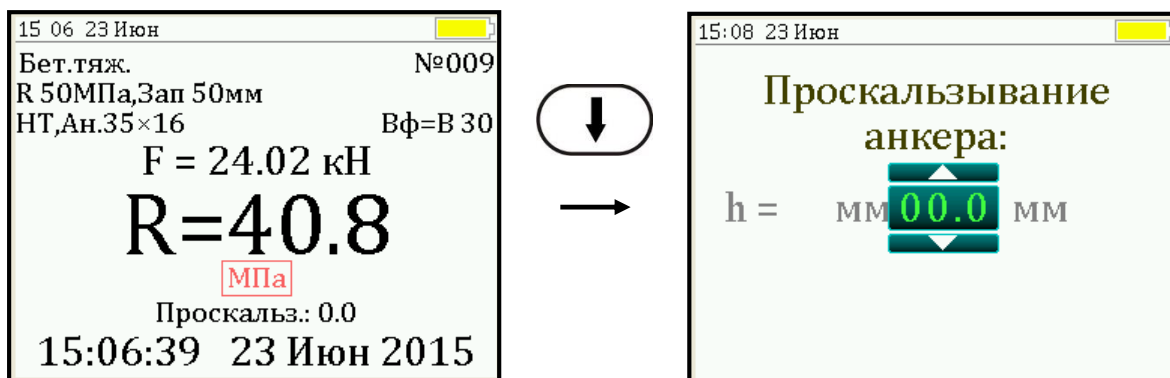 15 06 23 Июн
Бет.тяж. №009
R 50МПа,Зап 50мм
НТ,Ан.35×16 Вф=В 30
F = 24.02 кН
R=40.8
МПа
Проскальз.: 0.0
15:06:39 23 Июн 2015
15:08 23 Июн
Проскальзывание
анкера:
h = мм 00.0 мм